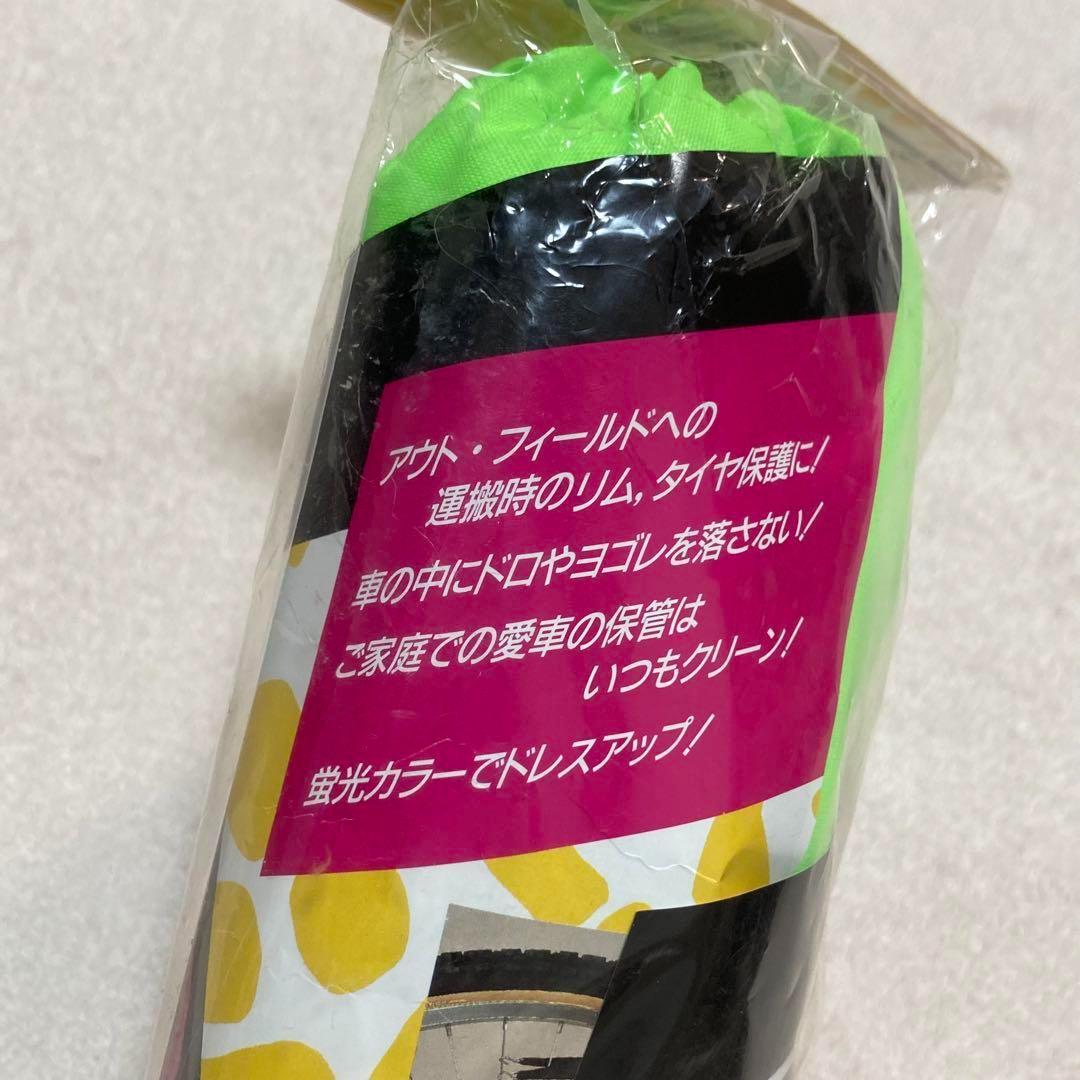 アウト・フィールドへの
運搬時のリム,タイヤ保護に!
車の中にドロやヨゴレを落さない!
ご家庭での愛車の保管は
いつもクリーン!
蛍光カラーでドレスアップ!